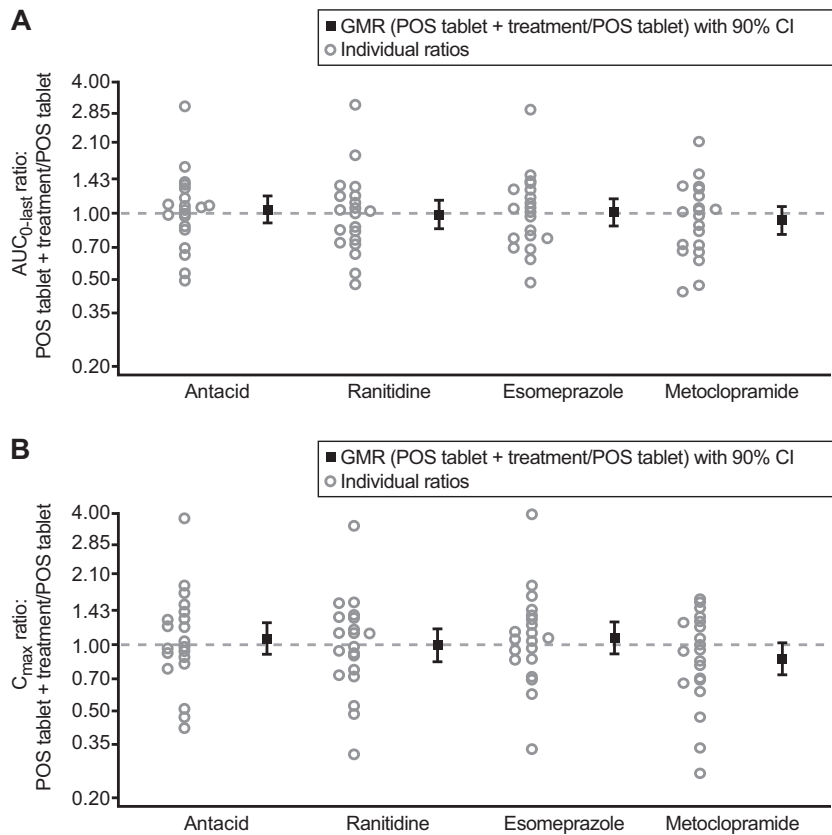 A
GMR (POS tablet + treatment/POS tablet) with 90% CI
Individual ratios
AUC0-last ratio:
POS tablet + treatment/POS tablet
4.00
2.85
2.10
1.43
1.00
0.70
0.50
0.35
0.20
Antacid Ranitidine Esomeprazole Metoclopramide
B
GMR (POS tablet + treatment/POS tablet) with 90% CI
Individual ratios
Cmax ratio:
POS tablet + treatment/POS tablet
4.00
2.85
2.10
1.43
1.00
0.70
0.50
0.35
0.20
Antacid Ranitidine Esomeprazole Metoclopramide